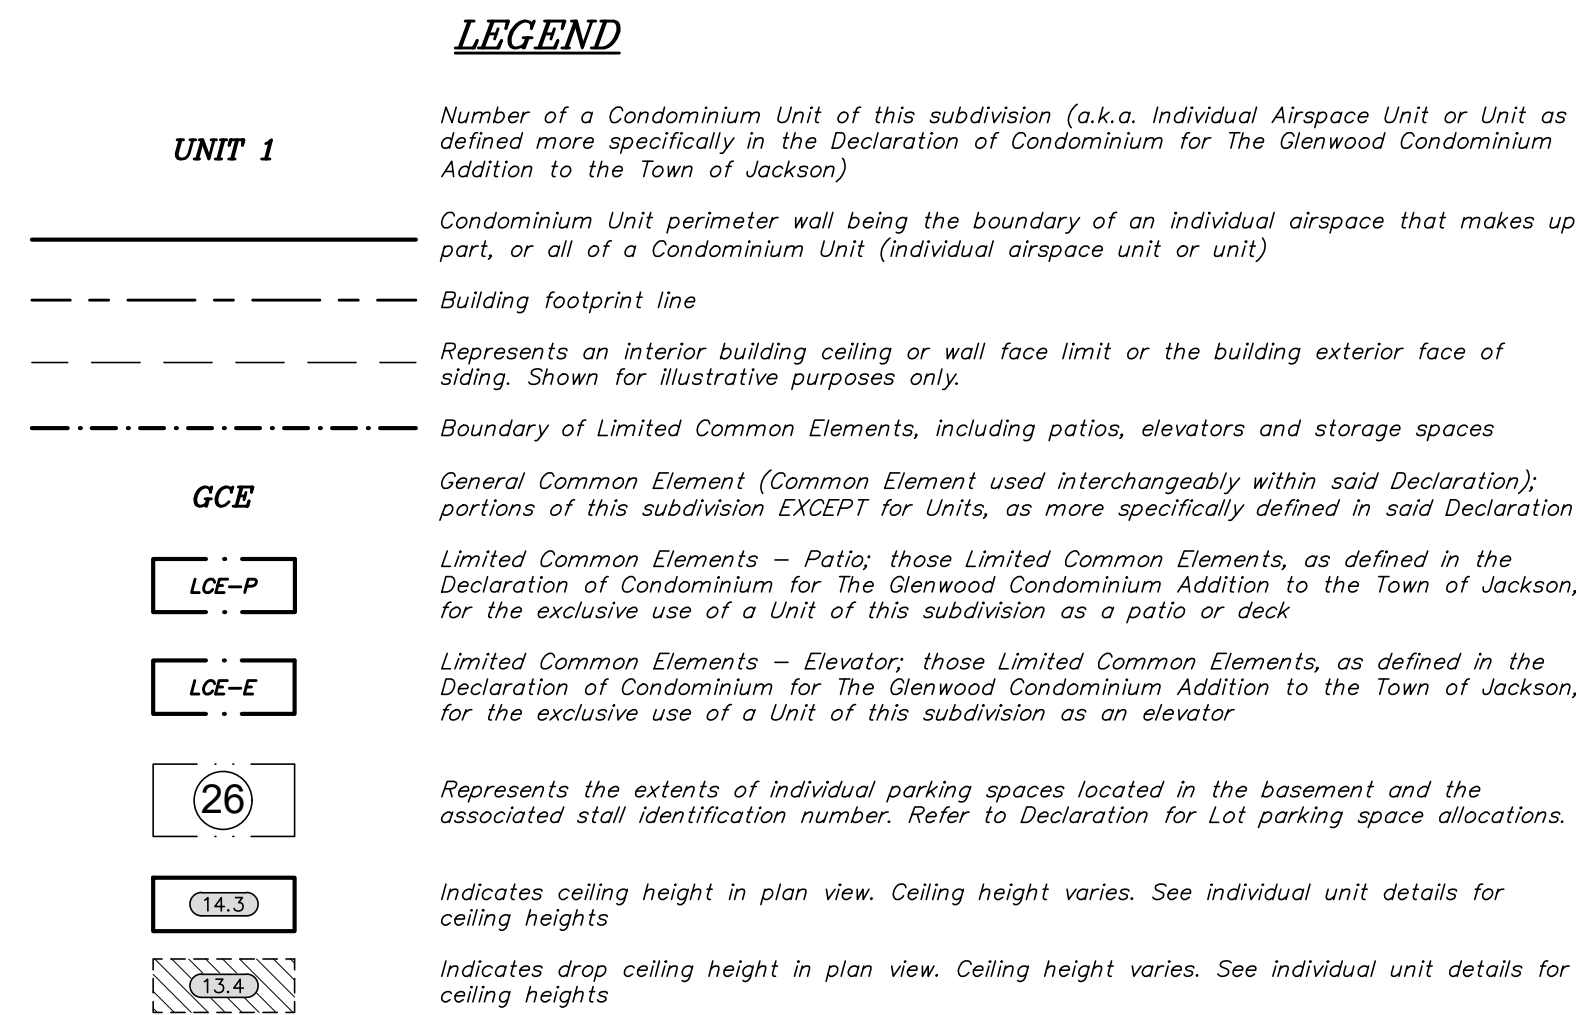 LEGEND
UNIT 1
Number of a Condominium Unit of this subdivision (a.k.a. Individual Airspace Unit or Unit as
defined more specifically in the Declaration of Condominium for The Glenwood Condominium
Addition to the Town of Jackson)
Condominium Unit perimeter wall being the boundary of an individual airspace that makes up
part, or all of a Condominium Unit (individual airspace unit or unit)
Building footprint line
Represents an interior building ceiling or wall face limit or the building exterior face of
siding. Shown for illustrative purposes only.
Boundary of Limited Common Elements, including patios, elevators and storage spaces
GCE
General Common Element (Common Element used interchangeably within said Declaration);
portions of this subdivision EXCEPT for Units, as more specifically defined in said Declaration
LCE-P
Limited Common Elements – Patio; those Limited Common Elements, as defined in the
Declaration of Condominium for The Glenwood Condominium Addition to the Town of Jackson,
for the exclusive use of a Unit of this subdivision as a patio or deck
LCE-E
Limited Common Elements – Elevator; those Limited Common Elements, as defined in the
Declaration of Condominium for The Glenwood Condominium Addition to the Town of Jackson,
for the exclusive use of a Unit of this subdivision as an elevator
26
Represents the extents of individual parking spaces located in the basement and the
associated stall identification number. Refer to Declaration for Lot parking space allocations.
14.3
Indicates ceiling height in plan view. Ceiling height varies. See individual unit details for
ceiling heights
13.4
Indicates drop ceiling height in plan view. Ceiling height varies. See individual unit details for
ceiling heights